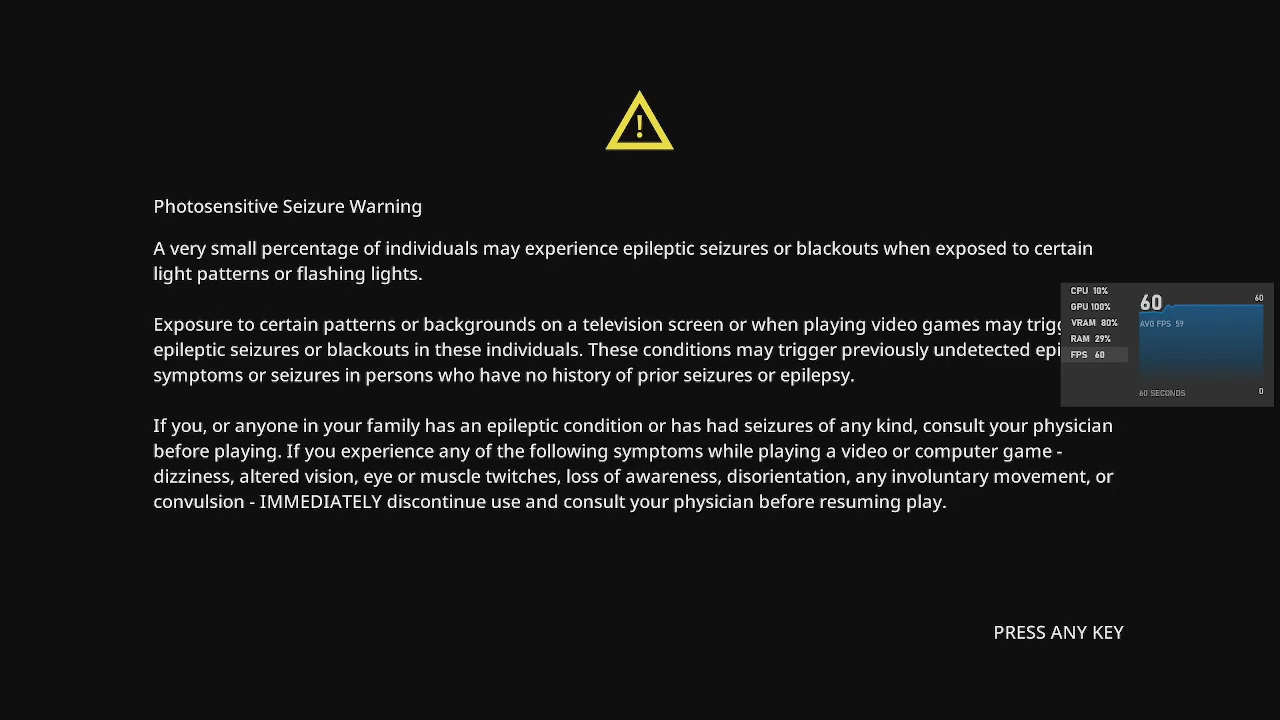 !
Photosensitive Seizure Warning
A very small percentage of individuals may experience epileptic seizures or blackouts when exposed to certain
light patterns or flashing lights.
Exposure to certain patterns or backgrounds on a television screen or when playing video games may
epileptic seizures or blackouts in these individuals. These conditions may trigger previously undetected
symptoms or seizures in persons who have no history of prior seizures or epilepsy.
If you, or anyone in your family has an epileptic condition or has had seizures of any kind, consult your physician
before playing. If you experience any of the following symptoms while playing a video or computer game -
dizziness, altered vision, eye or muscle twitches, loss of awareness, disorientation, any involuntary movement, or
convulsion - IMMEDIATELY discontinue use and consult your physician before resuming play.
PRESS ANY KEY
CPU 10%
GPU 100%
VRAM 80%
RAM 29%
FPS 60
60
60
AVG FPS 59
60 SECONDS
0